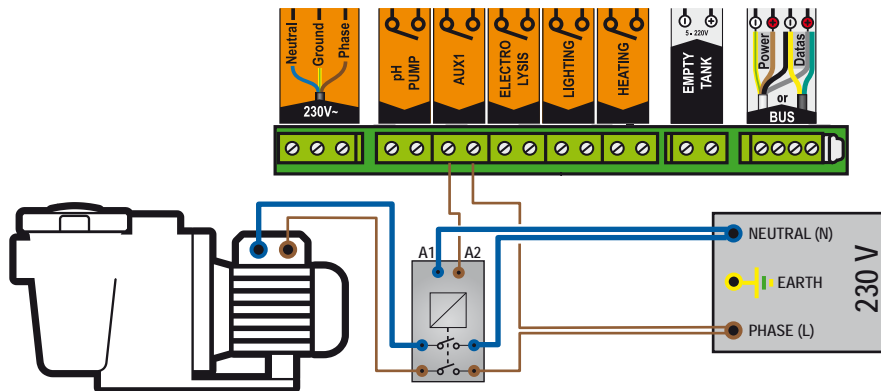 Neutral
Ground
Phase
230V~
pH
PUMP
AUX1
ELECTRO
LYSIS
LIGHTING
HEATING
5 - 220V
EMPTY
TANK
Power
Datas
or
BUS
A1 A2
NEUTRAL (N)
EARTH
PHASE (L)
230 V